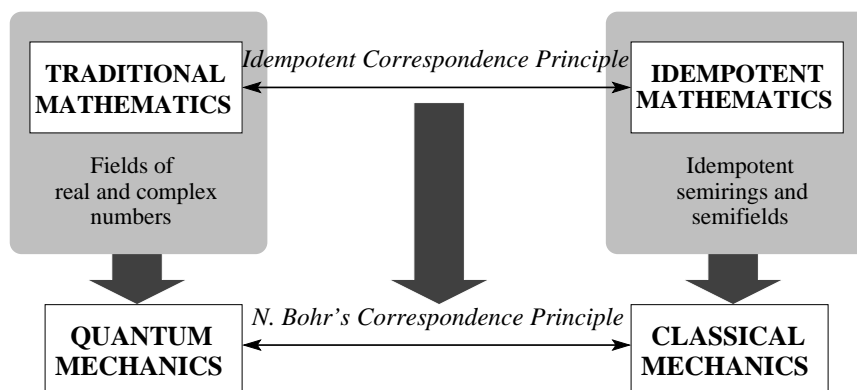 Idempotent Correspondence Principle
TRADITIONAL
MATHEMATICS
IDEMPOTENT
MATHEMATICS
Fields of
real and complex
numbers
Idempotent
semirings and
semifields
N. Bohr's Correspondence Principle
QUANTUM
MECHANICS
CLASSICAL
MECHANICS